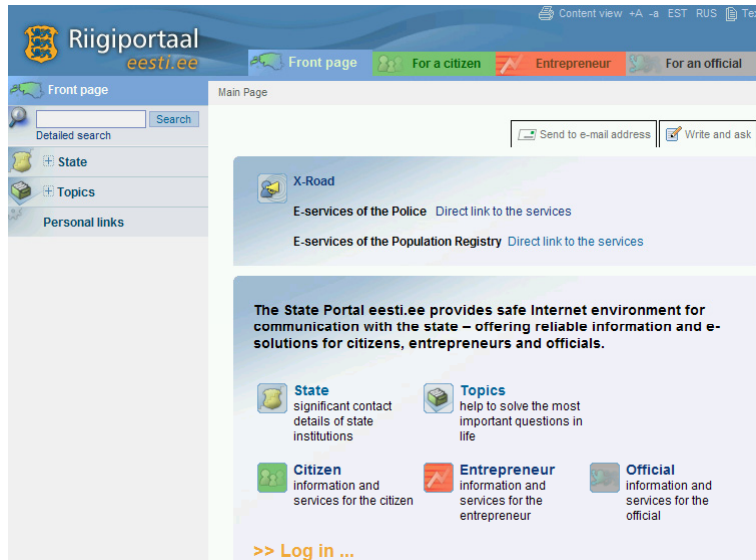 Content view +A -a EST RUS
Riigiportaal
eesti.ee
Front page For a citizen Entrepreneur For an official
Front page
Main Page
Search
Detailed search
Send to e-mail address Write and ask
State
Topics
Personal links
X-Road
E-services of the Police Direct link to the services
E-services of the Population Registry Direct link to the services
The State Portal eesti.ee provides safe Internet environment for
communication with the state – offering reliable information and e-
solutions for citizens, entrepreneurs and officials.
State
significant contact
details of state
institutions
Topics
help to solve the most
important questions in
life
Citizen
information and
services for the citizen
Entrepreneur
information and
services for the
entrepreneur
Official
information and
services for the
official
>> Log in ...